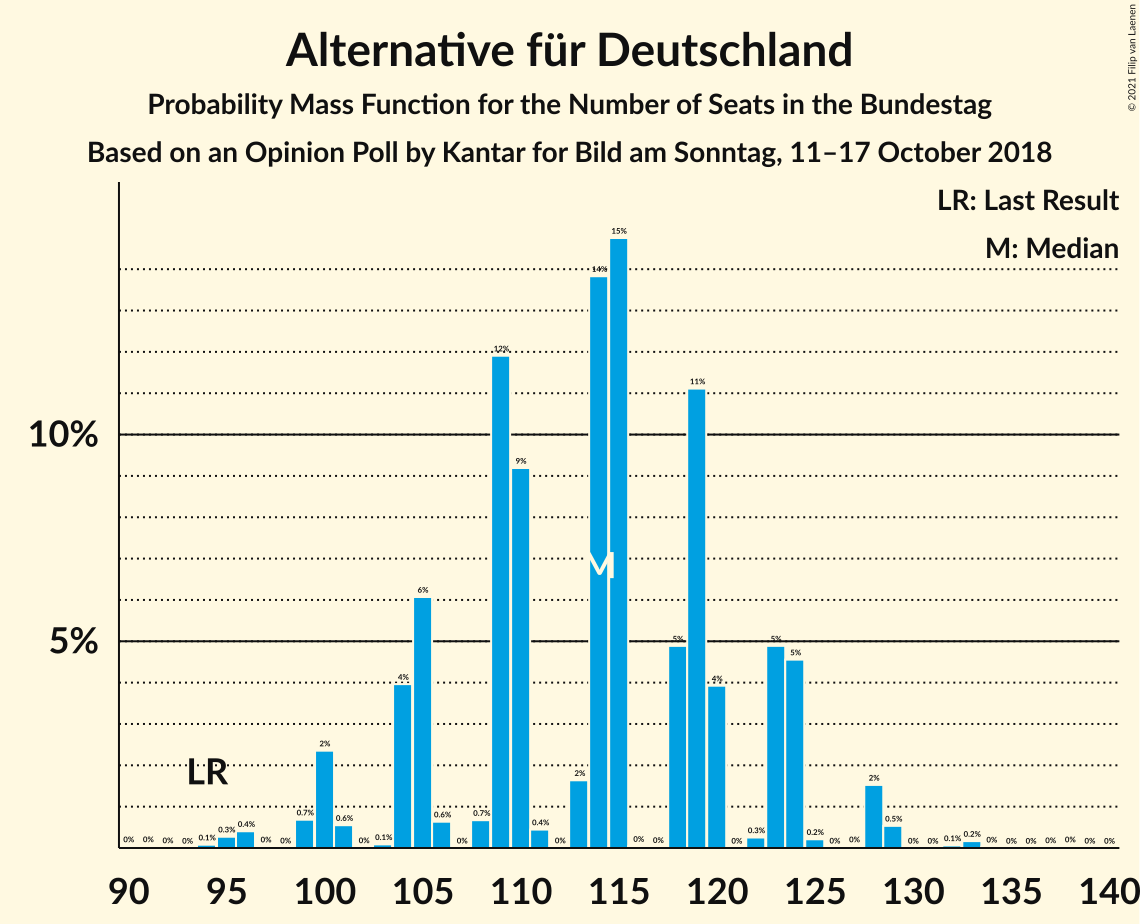 Alternative für Deutschland
Probability Mass Function for the Number of Seats in the Bundestag
Based on an Opinion Poll by Kantar for Bild am Sonntag, 11–17 October 2018
© 2021 Filip van Laenen
LR: Last Result
M: Median
10%
5%
LR
M
0% 0% 0% 0% 0.1% 0.3% 0.4% 0% 0% 0.7% 2% 0.6% 0% 0.1% 4% 6% 0.6% 0% 0.7% 12% 9% 0.4% 0% 2% 14% 15% 0% 0% 5% 11% 4% 0% 0.3% 5% 5% 0.2% 0% 0% 2% 0.5% 0% 0% 0.1% 0.2% 0% 0% 0% 0% 0% 0% 0%
90 95 100 105 110 115 120 125 130 135 140